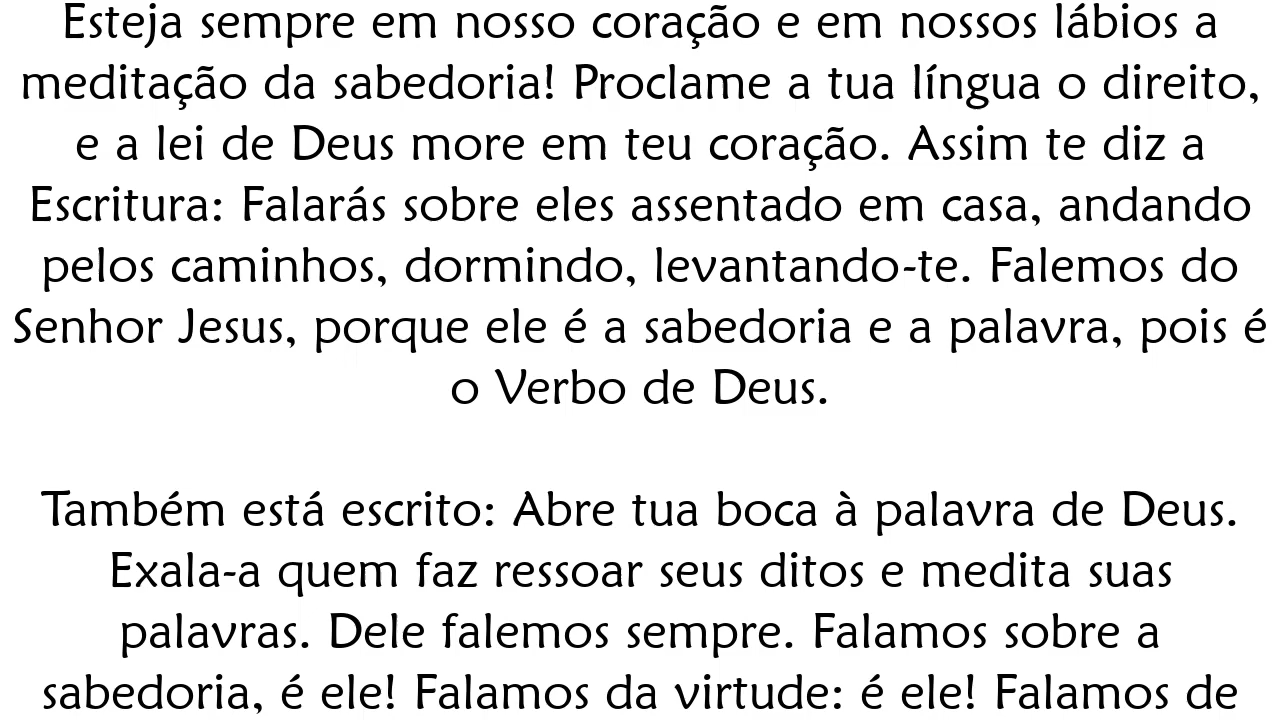 Esteja sempre em nosso coração e em nossos lábios a
meditação da sabedoria! Proclame a tua língua o direito,
e a lei de Deus more em teu coração. Assim te diz a
Escritura: Falarás sobre eles assentado em casa, andando
pelos caminhos, dormindo, levantando-te. Falemos do
Senhor Jesus, porque ele é a sabedoria e a palavra, pois é
o Verbo de Deus.
Também está escrito: Abre tua boca à palavra de Deus.
Exala-a quem faz ressoar seus ditos e medita suas
palavras. Dele falemos sempre. Falamos sobre a
sabedoria, é ele! Falamos da virtude: é ele! Falamos de